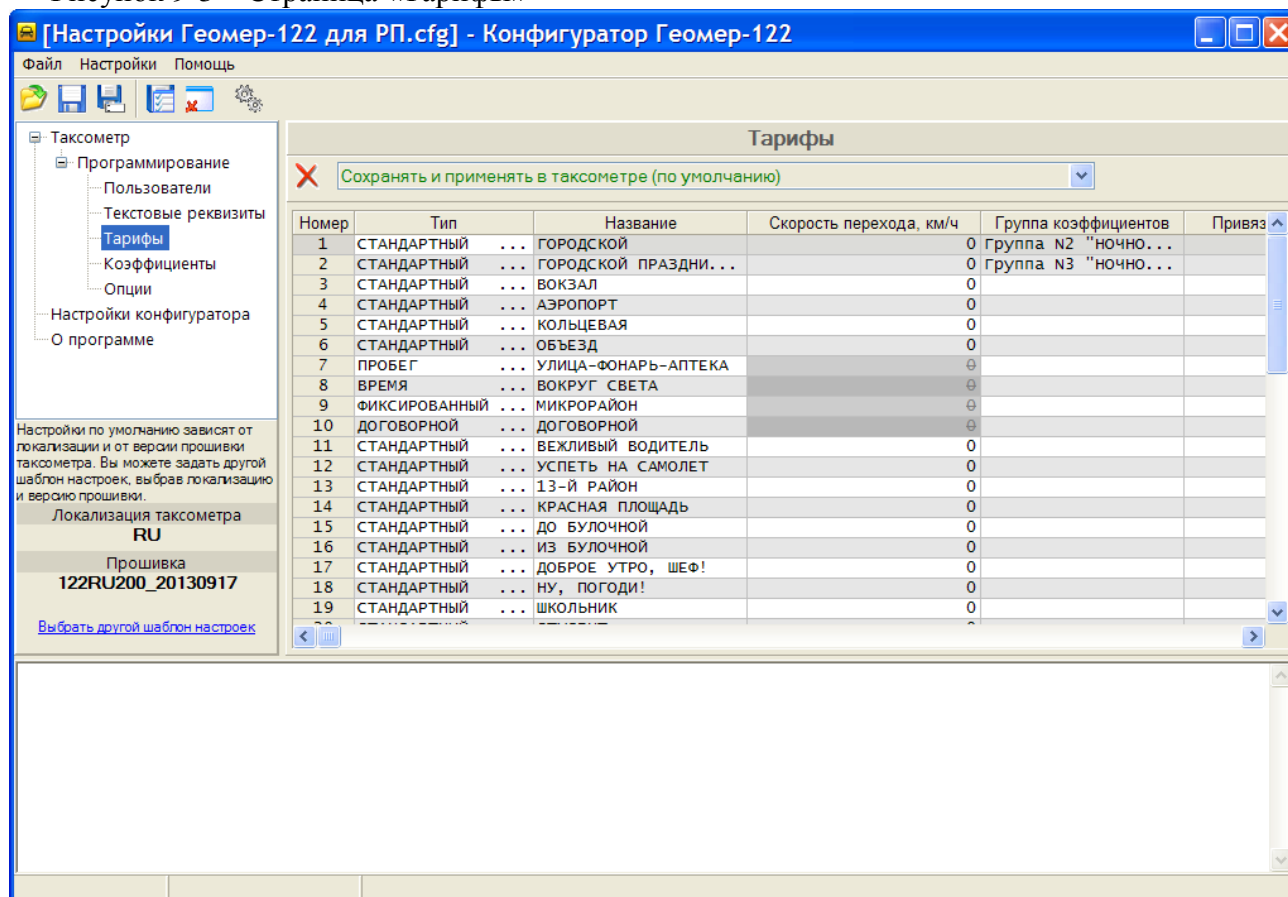 [Настройки Геомер-122 для РП.cfg] - Конфигуратор Геомер-122
Файл Настройки Помощь
Таксометр
Программирование
Пользователи
Текстовые реквизиты
Тарифы
Коэффициенты
Опции
Настройки конфигуратора
О программе
Настройки по умолчанию зависят от
локализации и от версии прошивки
таксометра. Вы можете задать другой
шаблон настроек, выбрав локализацию
и версию прошивки.
Локализация таксометра
RU
Прошивка
122RU200_20130917
Выбрать другой шаблон настроек
Тарифы
Сохранять и применять в таксометре (по умолчанию)
Номер Тип Название Скорость перехода, км/ч Группа коэффициентов Привяз
1 СТАНДАРТНЫЙ ... ГОРОДСКОЙ 0 Группа N2 "НОЧНО...
2 СТАНДАРТНЫЙ ... ГОРОДСКОЙ ПРАЗДНИ... 0 Группа N3 "НОЧНО...
3 СТАНДАРТНЫЙ ... ВОКЗАЛ 0
4 СТАНДАРТНЫЙ ... АЭРОПОРТ 0
5 СТАНДАРТНЫЙ ... КОЛЬЦЕВАЯ 0
6 СТАНДАРТНЫЙ ... ОБЪЕЗД 0
7 ПРОБЕГ ... УЛИЦА-ФОНАРЬ-АПТЕКА 0
8 ВРЕМЯ ... ВОКРУГ СВЕТА 0
9 ФИКСИРОВАННЫЙ ... МИКРОРАЙОН 0
10 ДОГОВОРНОЙ ... ДОГОВОРНОЙ 0
11 СТАНДАРТНЫЙ ... ВЕЖЛИВЫЙ ВОДИТЕЛЬ 0
12 СТАНДАРТНЫЙ ... УСПЕТЬ НА САМОЛЕТ 0
13 СТАНДАРТНЫЙ ... 13-Й РАЙОН 0
14 СТАНДАРТНЫЙ ... КРАСНАЯ ПЛОЩАДЬ 0
15 СТАНДАРТНЫЙ ... ДО БУЛОЧНОЙ 0
16 СТАНДАРТНЫЙ ... ИЗ БУЛОЧНОЙ 0
17 СТАНДАРТНЫЙ ... ДОБРОЕ УТРО, ШЕФ! 0
18 СТАНДАРТНЫЙ ... НУ, ПОГОДИ! 0
19 СТАНДАРТНЫЙ ... ШКОЛЬНИК 0